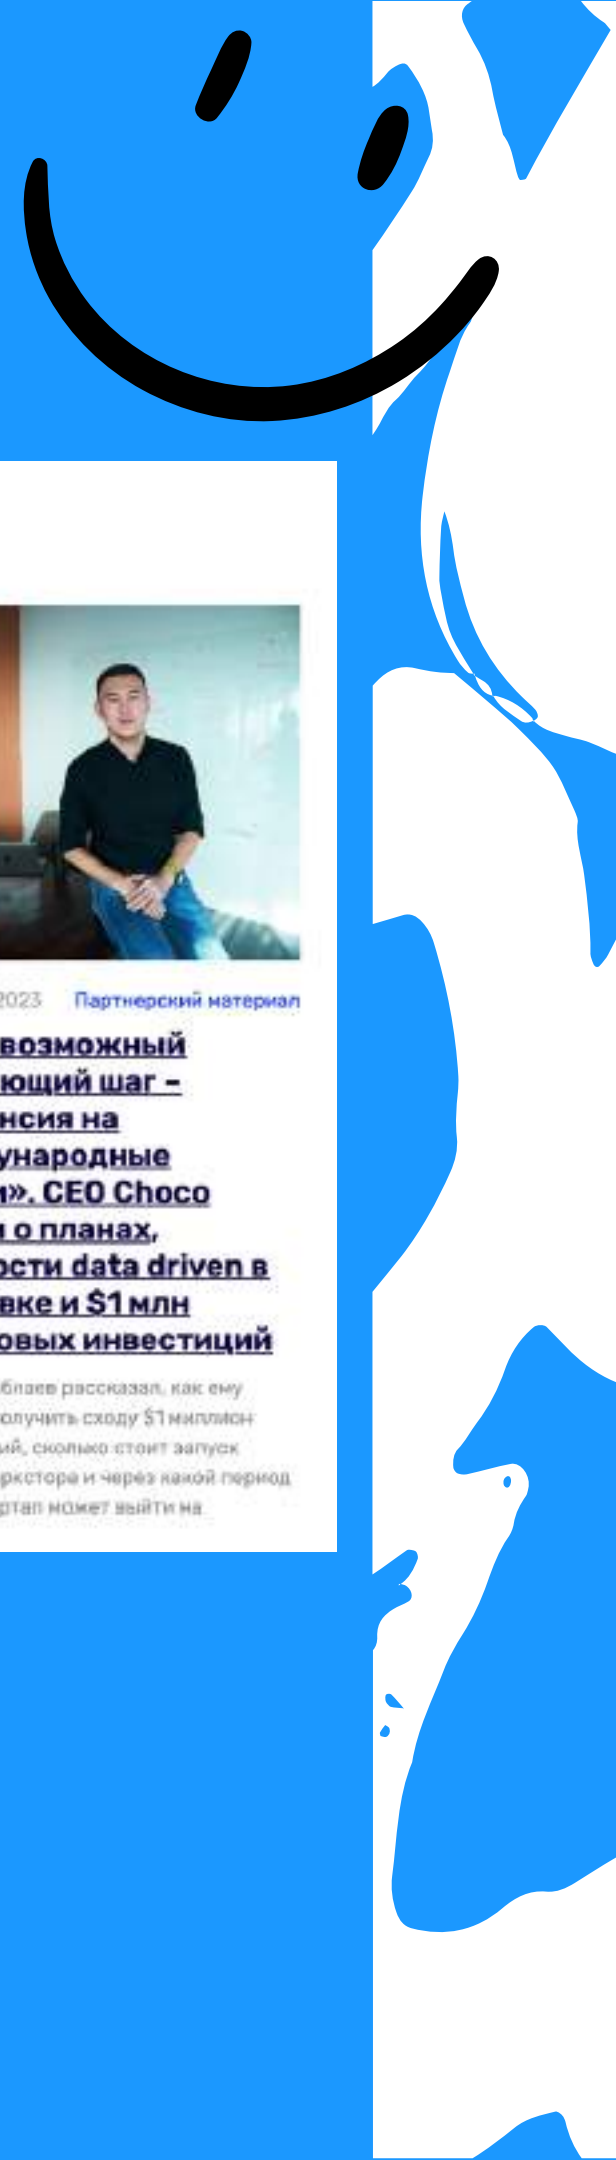 2023 Партнерский материал
возможный
ющий шаг –
нсия на
ународные
и». CEO Choco
и о планах,
ости data driven в
вке и $1 млн
овых инвестиций
блаев рассказал, как ему
олучить сходу $1 миллион
ий, сколько стоит запуск
ркстора и через какой период
ртап может выйти на